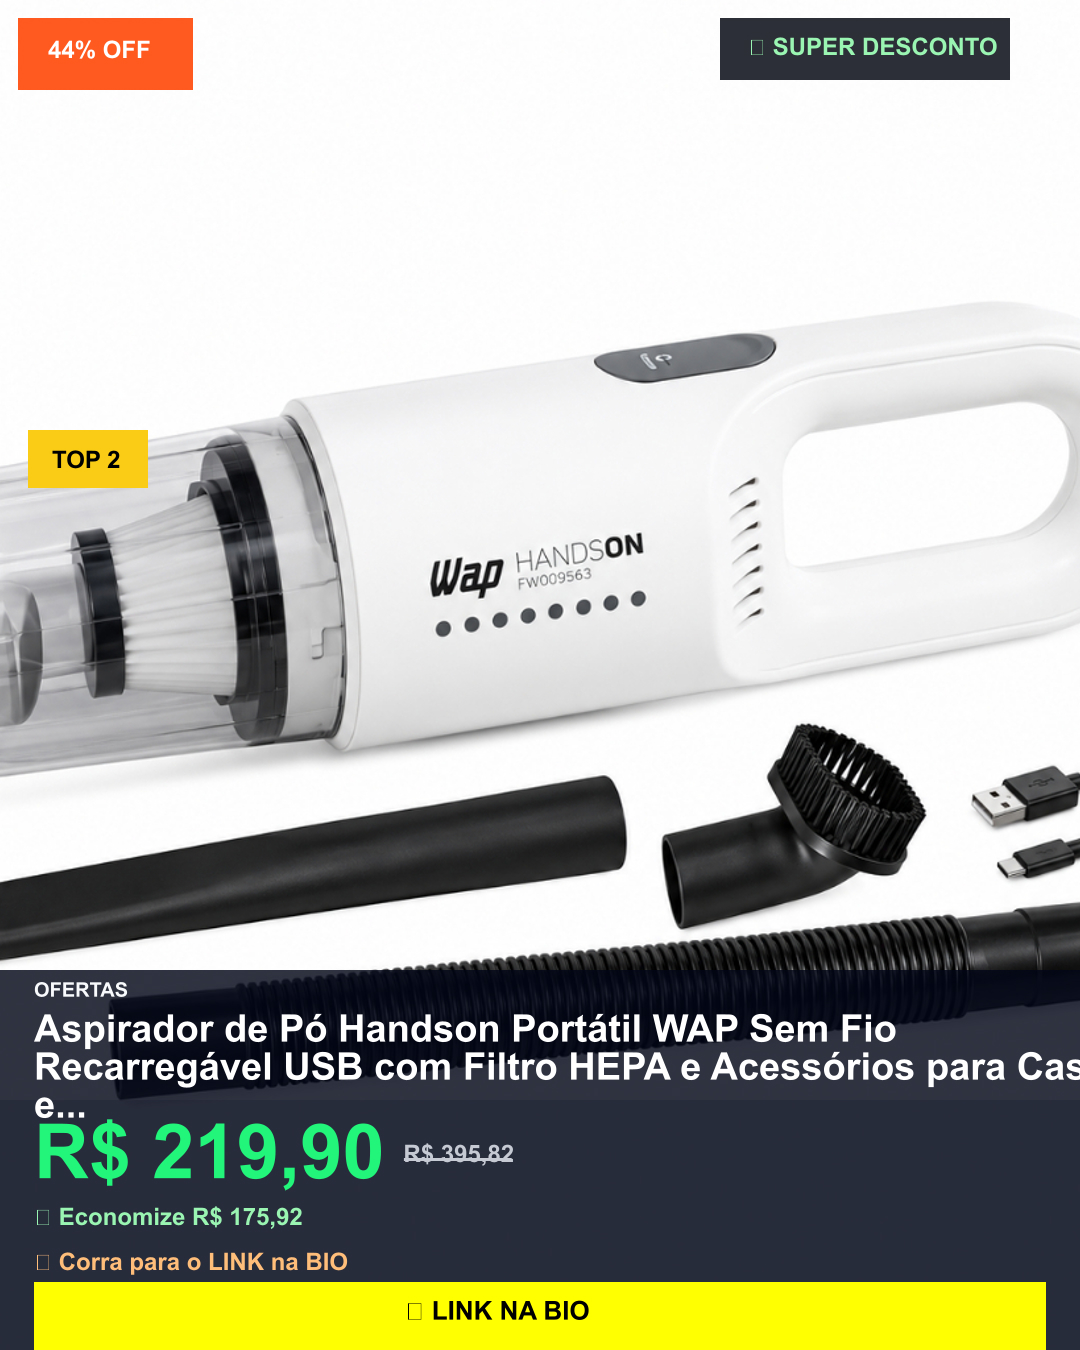 44% OFF
SUPER DESCONTO
TOP 2
Wap HANDSON
FW009563
OFERTAS
Aspirador de Pó Handson Portátil WAP Sem Fio
Recarregável USB com Filtro HEPA e Acessórios para Cas
e...
R$ 219,90 R$ 395,82
Economize R$ 175,92
Corra para o LINK na BIO
LINK NA BIO